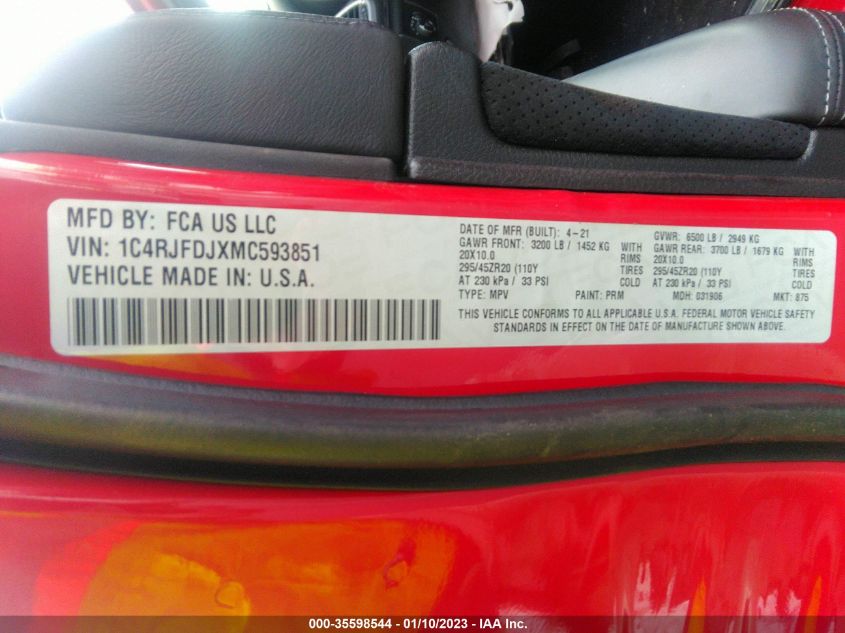 MFD BY: FCA US LLC
VIN: 1C4RJFDJXMC593851
VEHICLE MADE IN: U.S.A.
DATE OF MFR (BUILT): 4-21
GAWR FRONT: 3200 LB / 1452 KG WITH
20X10.0 RIMS
295/45ZR20 (110Y TIRES
AT 230 kPa / 33 PSI COLD
TYPE: MPV PAINT: PRM
GVWR: 6500 LB / 2949 KG
GAWR REAR: 3700 LB / 1679 KG WITH
20X10.0 RIMS
295/45ZR20 (110Y TIRES
AT 230 kPa / 33 PSI COLD
MDH: 031906 MKT: 875
THIS VEHICLE CONFORMS TO ALL APPLICABLE U.S.A. FEDERAL MOTOR VEHICLE SAFETY
STANDARDS IN EFFECT ON THE DATE OF MANUFACTURE SHOWN ABOVE.
000-35598544 - 01/10/2023 - IAA Inc.